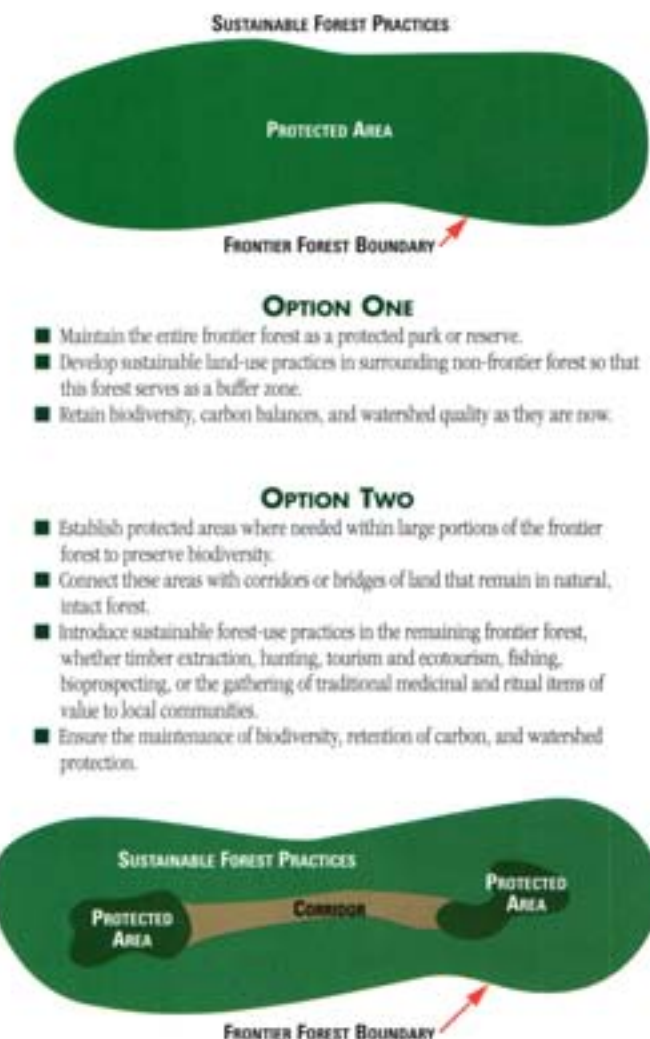 SUSTAINABLE FOREST PRACTICES
PROTECTED AREA
FRONTIER FOREST BOUNDARY
OPTION ONE
■ Maintain the entire frontier forest as a protected park or reserve.
■ Develop sustainable land-use practices in surrounding non-frontier forest so that
this forest serves as a buffer zone.
■ Retain biodiversity, carbon balances, and watershed quality as they are now.
OPTION TWO
■ Establish protected areas where needed within large portions of the frontier
forest to preserve biodiversity.
■ Connect these areas with corridors or bridges of land that remain in natural,
intact forest.
■ Introduce sustainable forest-use practices in the remaining frontier forest,
whether timber extraction, hunting, tourism and ecotourism, fishing,
bioprospecting, or the gathering of traditional medicinal and ritual items of
value to local communities.
■ Ensure the maintenance of biodiversity, retention of carbon, and watershed
protection.
SUSTAINABLE FOREST PRACTICES
PROTECTED
AREA
CORRIDOR
PROTECTED
AREA
FRONTIER FOREST BOUNDARY